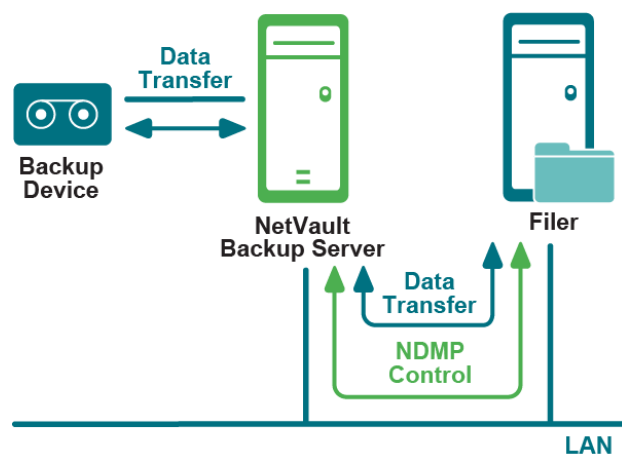 Data
Transfer
Backup
Device
NetVault
Backup Server
Filer
Data
Transfer
NDMP
Control
LAN